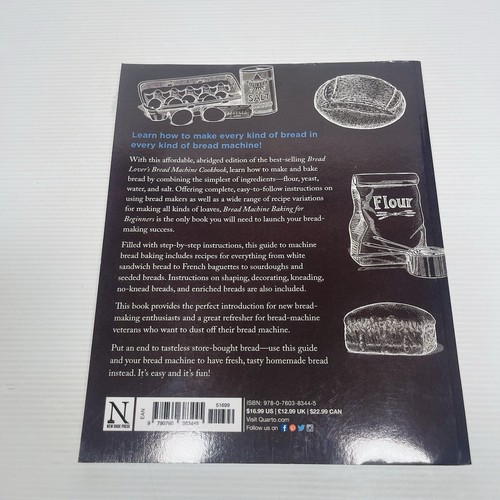 SALT
Learn how to make every kind of bread in
every kind of bread machine!
With this affordable, abridged edition of the best-selling Bread
Lover's Bread Machine Cookbook, learn how to make and bake
bread by combining the simplest of ingredients—flour, yeast,
water, and salt. Offering complete, easy-to-follow instructions on
using bread makers as well as a wide range of recipe variations
for making all kinds of loaves, Bread Machine Baking for
Beginners is the only book you will need to launch your bread-
making success.
Flour
Filled with step-by-step instructions, this guide to machine
bread baking includes recipes for everything from white
sandwich bread to French baguettes to sourdoughs and
seeded breads. Instructions on shaping, decorating, kneading,
no-knead breads, and enriched breads are also included.
This book provides the perfect introduction for new bread-
making enthusiasts and a great refresher for bread-machine
veterans who want to dust off their bread machine.
Put an end to tasteless store-bought bread—use this guide
and your bread machine to have fresh, tasty homemade bread
instead. It's easy and it's fun!
N
NEW SHOE PRESS
EAN
51699
ISBN: 978-0-7603-8344-5
$16.99 US | £12.99 UK | $22.99 CAN
Visit Quarto.com
Follow us on